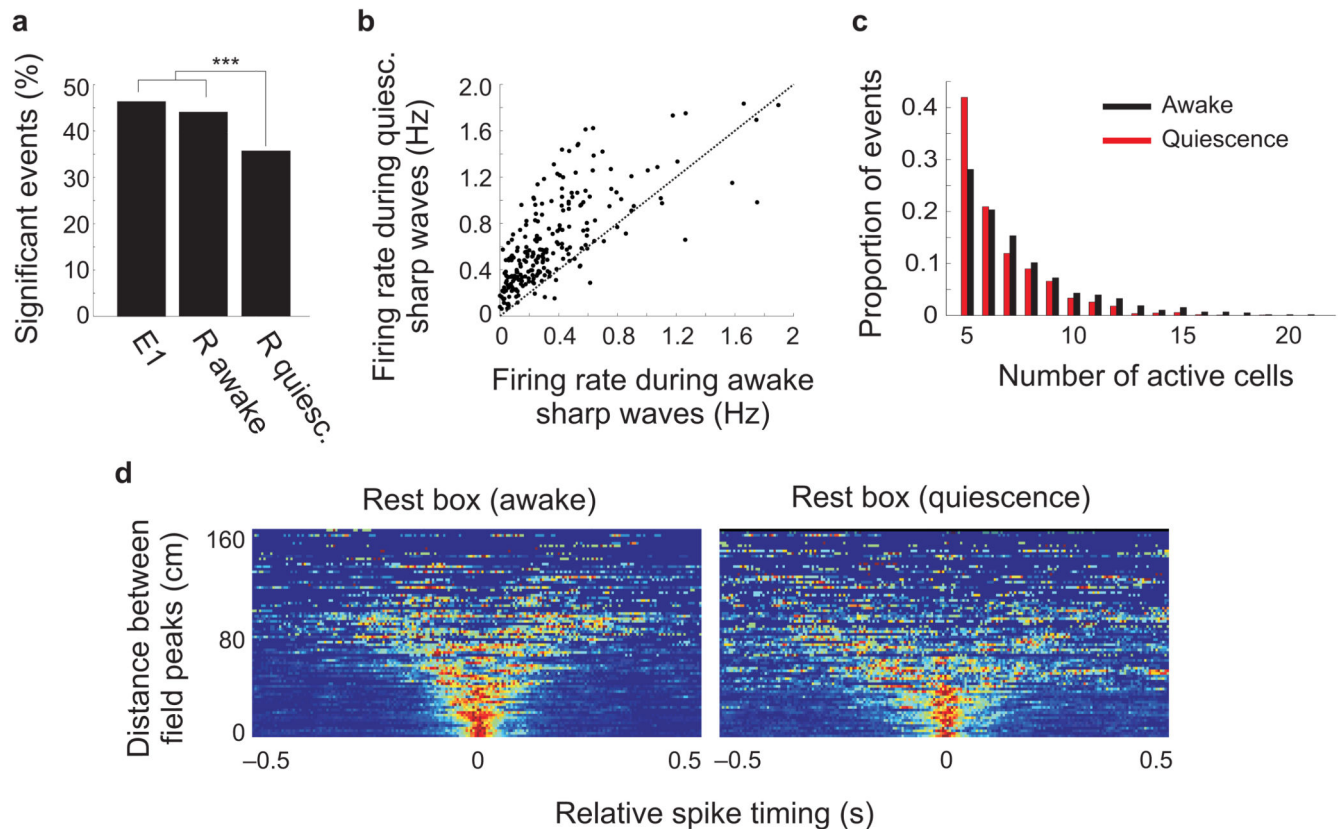 a
Significant events (%)
50
40
30
20
10
0
***
E1
R awake
R quiesc.
b
Firing rate during quiesc.
sharp waves (Hz)
2.0
1.6
1.2
0.4
0
0
0.4
0.8
1.2
1.6
2
Firing rate during awake
sharp waves (Hz)
c
Proportion of events
0.4
0.3
0.2
0.1
0
5
10
15
20
Number of active cells
Awake
Quiescence
d
Rest box (awake)
Rest box (quiescence)
Distance between
field peaks (cm)
160
80
0
–0.5
0
0.5
–0.5
0
0.5
Relative spike timing (s)